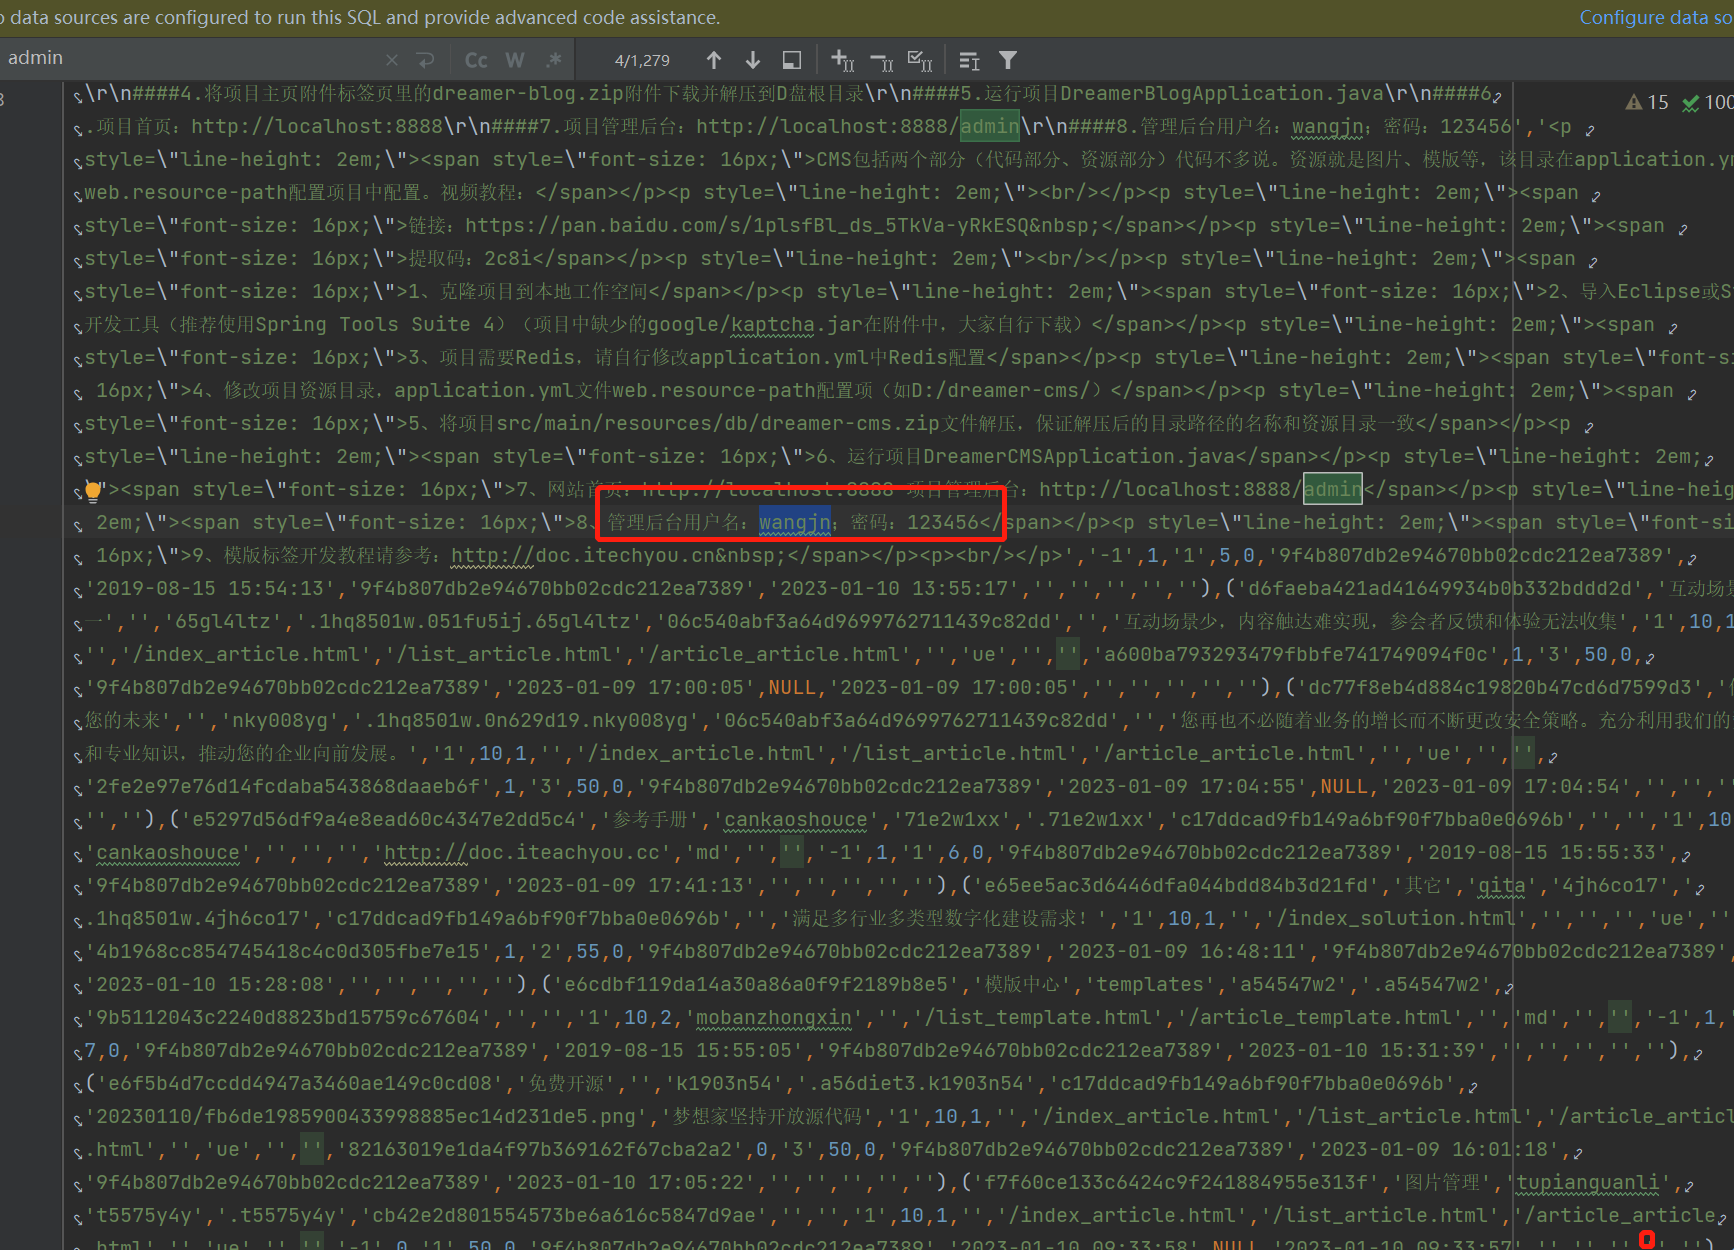 o data sources are configured to run this SQL and provide advanced code assistance. Configure data so
admin Cc W .* 4/1,279
\r\n####4.将项目主页附件标签页里的dreamer-blog.zip附件下载并解压到D盘根目录\r\n####5.运行项目DreamerBlogApplication.java\r\n####6 15 100
.项目首页：http://localhost:8888\r\n####7.项目管理后台：http://localhost:8888/admin\r\n####8.管理后台用户名：wangjn；密码：123456','<p
style=\"line-height: 2em;\"><span style=\"font-size: 16px;\">CMS包括两个部分（代码部分、资源部分）代码不多说。资源就是图片、模版等，该目录在application.ym
web.resource-path配置项目中配置。视频教程：</span></p><p style=\"line-height: 2em;\"><br/></p><p style=\"line-height: 2em;\"><span
style=\"font-size: 16px;\">链接：https://pan.baidu.com/s/1plsfBl_ds_5TkVa-yRkESQ&nbsp;</span></p><p style=\"line-height: 2em;\"><span
style=\"font-size: 16px;\">提取码：2c8i</span></p><p style=\"line-height: 2em;\"><br/></p><p style=\"line-height: 2em;\"><span
style=\"font-size: 16px;\">1、克隆项目到本地工作空间</span></p><p style=\"line-height: 2em;\"><span style=\"font-size: 16px;\">2、导入Eclipse或S
开发工具（推荐使用Spring Tools Suite 4）（项目中缺少的google/kaptcha.jar在附件中，大家自行下载）</span></p><p style=\"line-height: 2em;\"><span
style=\"font-size: 16px;\">3、项目需要Redis，请自行修改application.yml中Redis配置</span></p><p style=\"line-height: 2em;\"><span style=\"font-s
16px;\">4、修改项目资源目录，application.yml文件web.resource-path配置项（如D:/dreamer-cms/）</span></p><p style=\"line-height: 2em;\"><span
style=\"font-size: 16px;\">5、将项目src/main/resources/db/dreamer-cms.zip文件解压，保证解压后的目录路径的名称和资源目录一致</span></p><p
style=\"line-height: 2em;\"><span style=\"font-size: 16px;\">6、运行项目DreamerCMSApplication.java</span></p><p style=\"line-height: 2em;
\"><span style=\"font-size: 16px;\">7、网站首页：http://localhost:8888 项目管理后台：http://localhost:8888/admin</span></p><p style=\"line-heig
2em;\"><span style=\"font-size: 16px;\">8、管理后台用户名：wangjn；密码：123456</span></p><p style=\"line-height: 2em;\"><span style=\"font-s
16px;\">9、模版标签开发教程请参考：http://doc.itechyou.cn&nbsp;</span></p><p><br/></p>','-1',1,'1',5,0,'9f4b807db2e94670bb02cdc212ea7389',
'2019-08-15 15:54:13','9f4b807db2e94670bb02cdc212ea7389','2023-01-10 13:55:17','','','','',''),('d6faeba421ad41649934b0b332bddd2d','互动场景
一','','65gl4ltz','.1hq8501w.051fu5ij.65gl4ltz','06c540abf3a64d9699762711439c82dd','','互动场景少，内容触达难实现，参会者反馈和体验无法收集','1',10,1
'','/index_article.html','/list_article.html','/article_article.html','','ue','','','a600ba793293479fbbfe741749094f0c',1,'3',50,0,
'9f4b807db2e94670bb02cdc212ea7389','2023-01-09 17:00:05',NULL,'2023-01-09 17:00:05','','','','',''),('dc77f8eb4d884c19820b47cd6d7599d3','
您的未来','','nky008yg','.1hq8501w.0n629d19.nky008yg','06c540abf3a64d9699762711439c82dd','','您再也不必随着业务的增长而不断更改安全策略。充分利用我们的
和专业知识，推动您的企业向前发展。','1',10,1,'','/index_article.html','/list_article.html','/article_article.html','','ue','','',
'2fe2e97e76d14fcdaba543868daaeb6f',1,'3',50,0,'9f4b807db2e94670bb02cdc212ea7389','2023-01-09 17:04:55',NULL,'2023-01-09 17:04:54','','','
'',''),('e5297d56df9a4e8ead60c4347e2dd5c4','参考手册','cankaoshouce','71e2w1xx','.71e2w1xx','c17ddcad9fb149a6bf90f7bba0e0696b','','','1',10
'cankaoshouce','','','','http://doc.iteachyou.cc','md','','','-1',1,'1',6,0,'9f4b807db2e94670bb02cdc212ea7389','2019-08-15 15:55:33',
'9f4b807db2e94670bb02cdc212ea7389','2023-01-09 17:41:13','','','','',''),('e65ee5ac3d6446dfa044bdd84b3d21fd','其它','qita','4jh6co17','
.1hq8501w.4jh6co17','c17ddcad9fb149a6bf90f7bba0e0696b','','满足多行业多类型数字化建设需求！','1',10,1,'','/index_solution.html','','','','ue',''
'4b1968cc854745418c4c0d305fbe7e15',1,'2',55,0,'9f4b807db2e94670bb02cdc212ea7389','2023-01-09 16:48:11','9f4b807db2e94670bb02cdc212ea7389',
'2023-01-10 15:28:08','','','','',''),('e6cdbf119da14a30a86a0f9f2189b8e5','模版中心','templates','a54547w2','.a54547w2',
'9b5112043c2240d8823bd15759c67604','','','1',10,2,'mobanzhongxin','','/list_template.html','/article_template.html','','md','','','-1',1,'
7,0,'9f4b807db2e94670bb02cdc212ea7389','2019-08-15 15:55:05','9f4b807db2e94670bb02cdc212ea7389','2023-01-10 15:31:39','','','','',''),
('e6f5b4d7ccdd4947a3460ae149c0cd08','免费开源','','k1903n54','.a56diet3.k1903n54','c17ddcad9fb149a6bf90f7bba0e0696b',
'20230110/fb6de1985900433998885ec14d231de5.png','梦想家坚持开放源代码','1',10,1,'','/index_article.html','/list_article.html','/article_articl
.html','','ue','','','82163019e1da4f97b369162f67cba2a2',0,'3',50,0,'9f4b807db2e94670bb02cdc212ea7389','2023-01-09 16:01:18',
'9f4b807db2e94670bb02cdc212ea7389','2023-01-10 17:05:22','','','','',''),('f7f60ce133c6424c9f241884955e313f','图片管理','tupianguanli',
't5575y4y','.t5575y4y','cb42e2d801554573be6a616c5847d9ae','','','1',10,1,'','/index_article.html','/list_article.html','/article_article
.html','','ue','','','-1',0,'1',50,0,'9f4b807db2e94670bb02cdc212ea7389','2023-01-10 09:33:58',NULL,'2023-01-10 09:33:57','','','